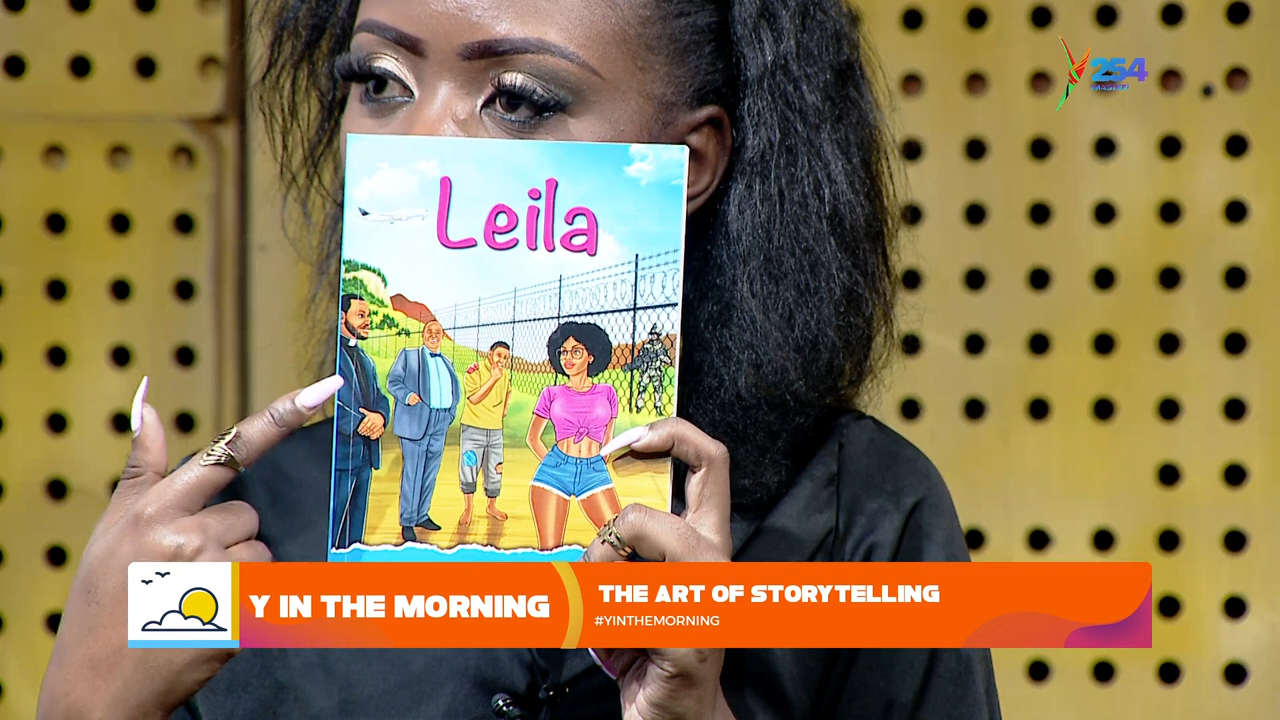 254
Leila
Y IN THE MORNING
THE ART OF STORYTELLING
#YINTHEMORNING